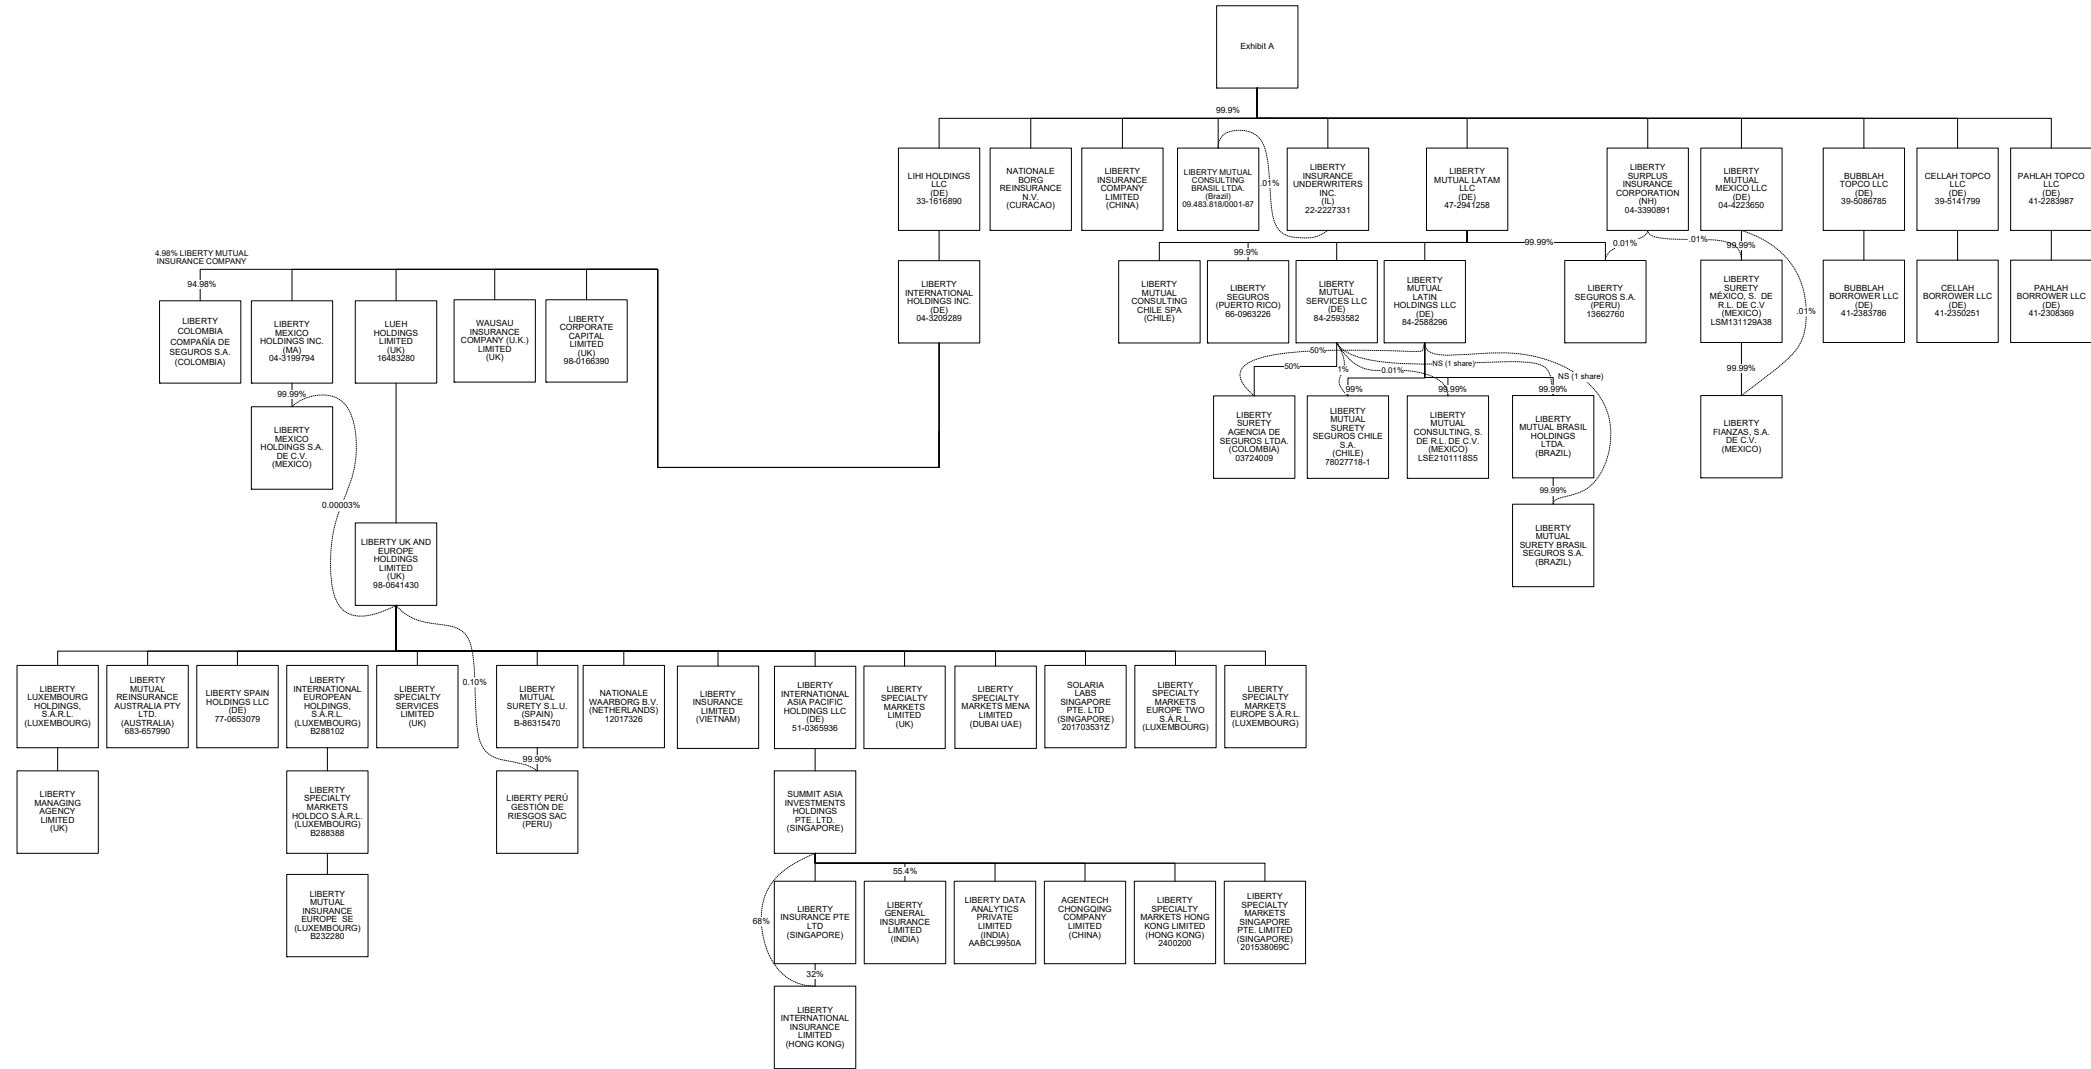 Exhibit A
99.9%
LIHI HOLDINGS
LLC
(DE)
33-1616890
NATIONALE
BORG
REINSURANCE
N.V.
(CURACAO)
LIBERTY
INSURANCE
COMPANY
LIMITED
(CHINA)
LIBERTY MUTUAL
CONSULTING
BRASIL LTDA.
(Brazil)
09.483.818/0001-87
.01%
LIBERTY
INSURANCE
UNDERWRITERS
INC.
(IL)
22-2227331
LIBERTY
MUTUAL LATAM
LLC
(DE)
47-2941258
LIBERTY
SURPLUS
INSURANCE
CORPORATION
(NH)
04-3390891
LIBERTY
MUTUAL
MEXICO LLC
(DE)
04-4223650
BUBBLAH
TOPCO LLC
(DE)
39-5086785
CELLAH TOPCO
LLC
(DE)
39-5141799
PAHLAH TOPCO
LLC
(DE)
41-2283987
4.98% LIBERTY MUTUAL
INSURANCE COMPANY
94.98%
99.9%
99.99%
0.01%
.01%
99.99%
LIBERTY
COLOMBIA
COMPAÑÍA DE
SEGUROS S.A.
(COLOMBIA)
LIBERTY
MEXICO
HOLDINGS INC.
(MA)
04-3199794
LUEH
HOLDINGS
LIMITED
(UK)
16483280
WAUSAU
INSURANCE
COMPANY (U.K.)
LIMITED
(UK)
LIBERTY
CORPORATE
CAPITAL
LIMITED
(UK)
98-0166390
LIBERTY
INTERNATIONAL
HOLDINGS INC.
(DE)
04-3209289
LIBERTY
MUTUAL
CONSULTING
CHILE SPA
(CHILE)
LIBERTY
SEGUROS
(PUERTO RICO)
66-0963226
LIBERTY
MUTUAL
SERVICES LLC
(DE)
84-2593582
LIBERTY
MUTUAL
LATIN
HOLDINGS LLC
(DE)
84-2588296
LIBERTY
SEGUROS S.A.
(PERU)
13662760
LIBERTY
SURETY
MÉXICO, S. DE
R.L. DE C.V
(MEXICO)
LSM131129A38
.01%
BUBBLAH
BORROWER LLC
(DE)
41-2383786
CELLAH
BORROWER LLC
(DE)
41-2350251
PAHLAH
BORROWER LLC
(DE)
41-2308369
99.99%
50%
50%
1%
0.01%
NS (1 share)
NS (1 share)
99%
99.99%
99.99%
99.99%
LIBERTY
MEXICO
HOLDINGS S.A.
DE C.V.
(MEXICO)
LIBERTY
SURETY
AGENCIA DE
SEGUROS LTDA.
(COLOMBIA)
03724009
LIBERTY
MUTUAL
SURETY
SEGUROS CHILE
S.A.
(CHILE)
78027718-1
LIBERTY
MUTUAL
CONSULTING, S.
DE R.L. DE C.V.
(MEXICO)
LSE2101118S5
LIBERTY
MUTUAL BRASIL
HOLDINGS
LTDA.
(BRAZIL)
LIBERTY
FIANZAS, S.A.
DE C.V.
(MEXICO)
0.00003%
99.99%
LIBERTY
MUTUAL
SURETY BRASIL
SEGUROS S.A.
(BRAZIL)
LIBERTY UK AND
EUROPE
HOLDINGS
LIMITED
(UK)
98-0641430
LIBERTY
LUXEMBOURG
HOLDINGS,
S.À.R.L.
(LUXEMBOURG)
LIBERTY
MUTUAL
REINSURANCE
AUSTRALIA PTY
LTD.
(AUSTRALIA)
683-657990
LIBERTY SPAIN
HOLDINGS LLC
(DE)
77-0653079
LIBERTY
INTERNATIONAL
EUROPEAN
HOLDINGS,
S.À.R.L.
(LUXEMBOURG)
B288102
LIBERTY
SPECIALTY
SERVICES
LIMITED
(UK)
0.10%
LIBERTY
MUTUAL
SURETY S.L.U.
(SPAIN)
B-86315470
NATIONALE
WAARBORG B.V.
(NETHERLANDS)
12017326
LIBERTY
INSURANCE
LIMITED
(VIETNAM)
LIBERTY
INTERNATIONAL
ASIA PACIFIC
HOLDINGS LLC
(DE)
51-0365936
LIBERTY
SPECIALTY
MARKETS
LIMITED
(UK)
LIBERTY
SPECIALTY
MARKETS MENA
LIMITED
(DUBAI UAE)
SOLARIA
LABS
SINGAPORE
PTE. LTD
(SINGAPORE)
201703531Z
LIBERTY
SPECIALTY
MARKETS
EUROPE TWO
S.À.R.L.
(LUXEMBOURG)
LIBERTY
SPECIALTY
MARKETS
EUROPE S.À.R.L.
(LUXEMBOURG)
99.90%
LIBERTY
MANAGING
AGENCY
LIMITED
(UK)
LIBERTY
SPECIALTY
MARKETS
HOLDCO S.À.R.L.
(LUXEMBOURG)
B288388
LIBERTY PERÚ
GESTIÓN DE
RIESGOS SAC
(PERU)
SUMMIT ASIA
INVESTMENTS
HOLDINGS
PTE. LTD.
(SINGAPORE)
55.4%
LIBERTY
MUTUAL
INSURANCE
EUROPE SE
(LUXEMBOURG)
B232280
68%
LIBERTY
INSURANCE PTE
LTD
(SINGAPORE)
LIBERTY
GENERAL
INSURANCE
LIMITED
(INDIA)
LIBERTY DATA
ANALYTICS
PRIVATE
LIMITED
(INDIA)
AABCL9950A
AGENTECH
CHONGQING
COMPANY
LIMITED
(CHINA)
LIBERTY
SPECIALTY
MARKETS HONG
KONG LIMITED
(HONG KONG)
2400200
LIBERTY
SPECIALTY
MARKETS
SINGAPORE
PTE. LIMITED
(SINGAPORE)
201538069C
32%
LIBERTY
INTERNATIONAL
INSURANCE
LIMITED
(HONG KONG)